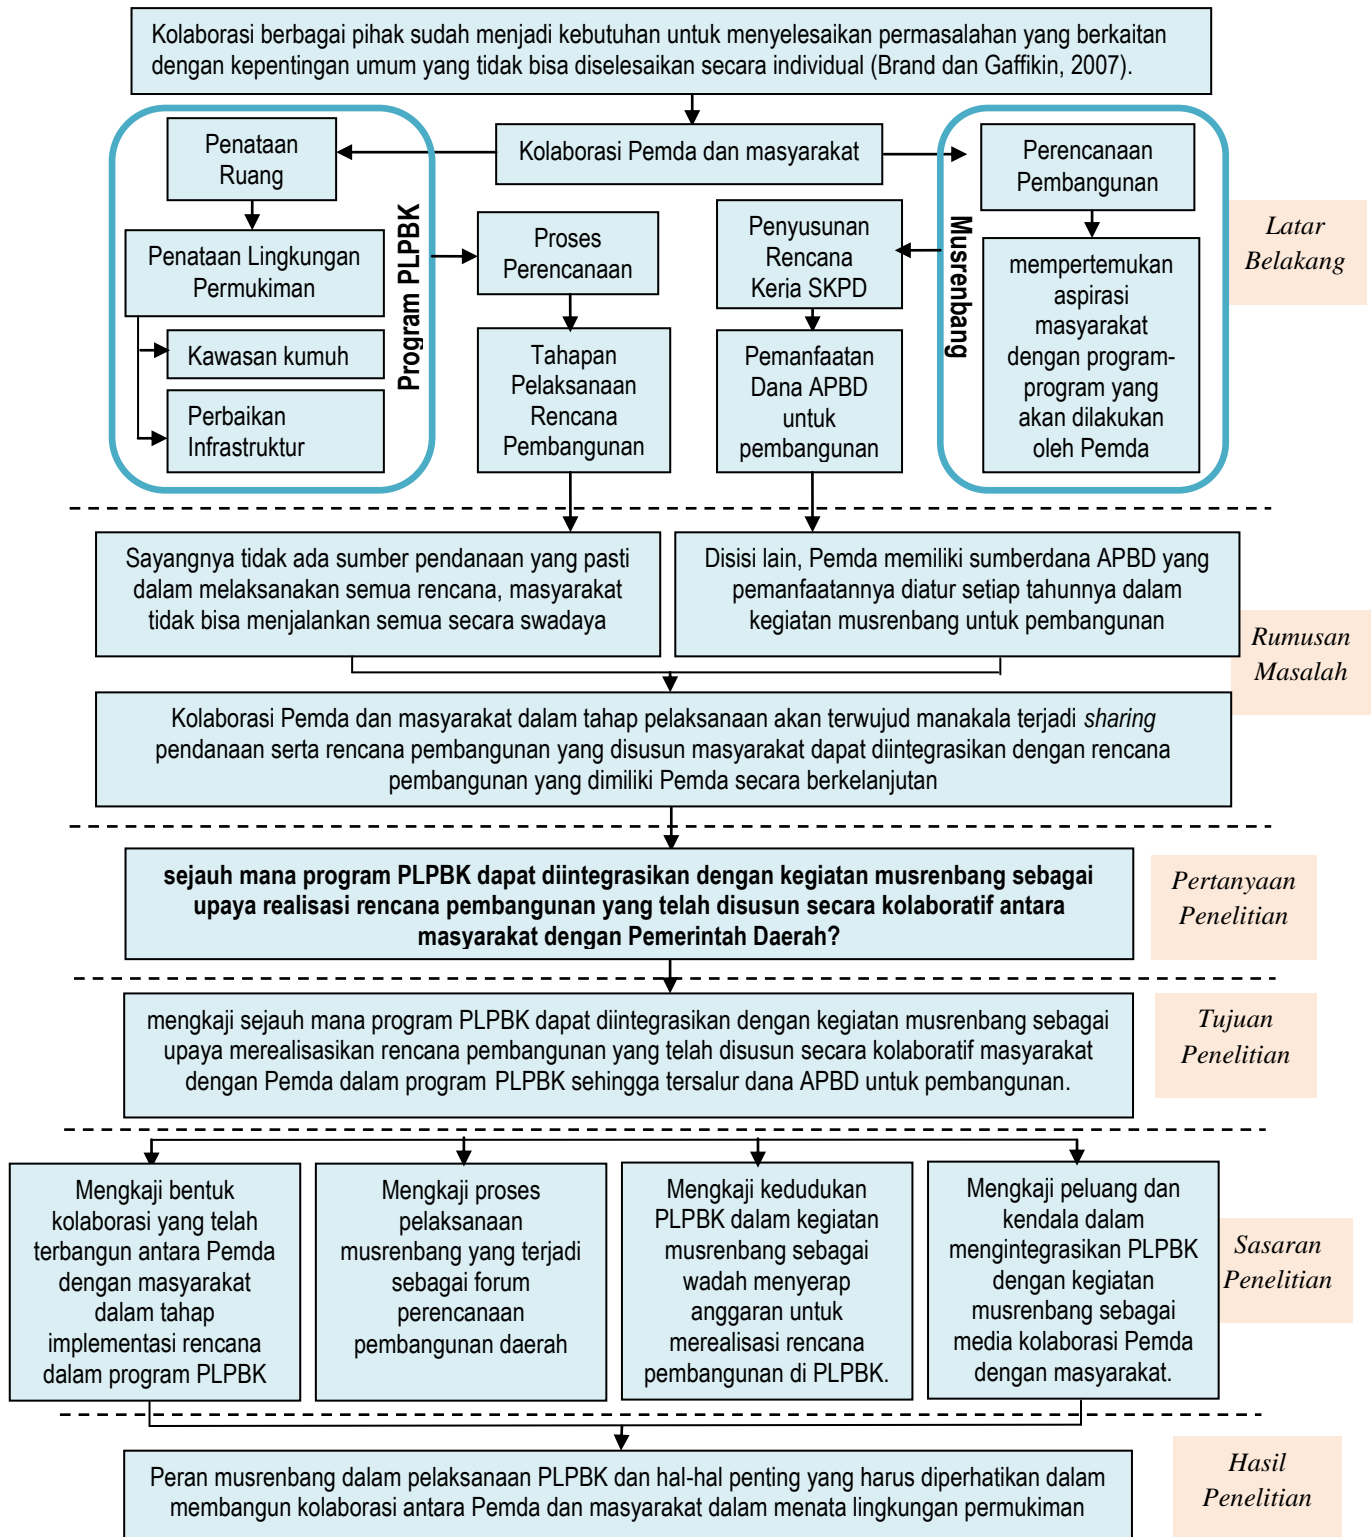 Kolaborasi berbagai pihak sudah menjadi kebutuhan untuk menyelesaikan permasalahan yang berkaitan
dengan kepentingan umum yang tidak bisa diselesaikan secara individual (Brand dan Gaffikin, 2007).
Penataan
Ruang
Kolaborasi Pemda dan masyarakat
Perencanaan
Pembangunan
Penataan Lingkungan
Permukiman
Kawasan kumuh
Perbaikan
Infrastruktur
Program PLPBK
Proses
Perencanaan
Tahapan
Pelaksanaan
Rencana
Pembangunan
Penyusunan
Rencana
Kerja SKPD
Pemanfaatan
Dana APBD
untuk
pembangunan
Musrenbang
mempertemukan
aspirasi
masyarakat
dengan program-
program yang
akan dilakukan
oleh Pemda
Latar
Belakang
Sayangnya tidak ada sumber pendanaan yang pasti
dalam melaksanakan semua rencana, masyarakat
tidak bisa menjalankan semua secara swadaya
Disisi lain, Pemda memiliki sumberdana APBD yang
pemanfaatannya diatur setiap tahunnya dalam
kegiatan musrenbang untuk pembangunan
Rumusan
Masalah
Kolaborasi Pemda dan masyarakat dalam tahap pelaksanaan akan terwujud manakala terjadi sharing
pendanaan serta rencana pembangunan yang disusun masyarakat dapat diintegrasikan dengan rencana
pembangunan yang dimiliki Pemda secara berkelanjutan
sejauh mana program PLPBK dapat diintegrasikan dengan kegiatan musrenbang sebagai
upaya realisasi rencana pembangunan yang telah disusun secara kolaboratif antara
masyarakat dengan Pemerintah Daerah?
Pertanyaan
Penelitian
mengkaji sejauh mana program PLPBK dapat diintegrasikan dengan kegiatan musrenbang sebagai
upaya merealisasikan rencana pembangunan yang telah disusun secara kolaboratif masyarakat
dengan Pemda dalam program PLPBK sehingga tersalur dana APBD untuk pembangunan.
Tujuan
Penelitian
Mengkaji bentuk
kolaborasi yang telah
terbangun antara Pemda
dengan masyarakat
dalam tahap
implementasi rencana
dalam program PLPBK
Mengkaji proses
pelaksanaan
musrenbang yang terjadi
sebagai forum
perencanaan
pembangunan daerah
Mengkaji kedudukan
PLPBK dalam kegiatan
musrenbang sebagai
wadah menyerap
anggaran untuk
merealisasi rencana
pembangunan di PLPBK.
Mengkaji peluang dan
kendala dalam
mengintegrasikan PLPBK
dengan kegiatan
musrenbang sebagai
media kolaborasi Pemda
dengan masyarakat.
Sasaran
Penelitian
Peran musrenbang dalam pelaksanaan PLPBK dan hal-hal penting yang harus diperhatikan dalam
membangun kolaborasi antara Pemda dan masyarakat dalam menata lingkungan permukiman
Hasil
Penelitian